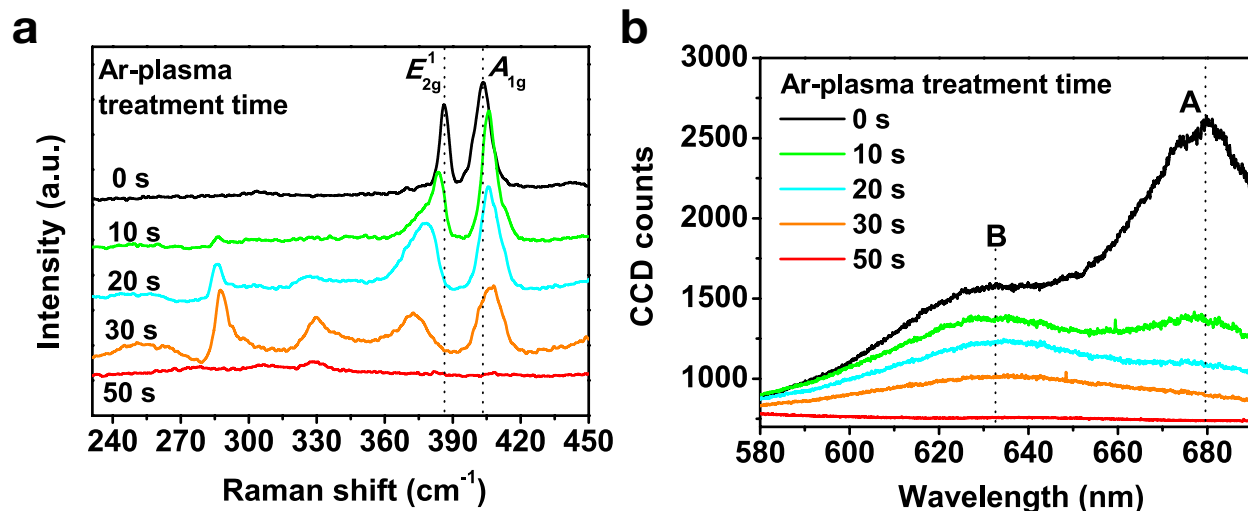 a
Ar-plasma
treatment time
E¹2g
A1g
0 s
10 s
20 s
30 s
50 s
Intensity (a.u.)
230 270 300 330 360 390 420 450
Raman shift (cm⁻¹)
b
3000
2500
2000
1500
1000
CCD counts
Ar-plasma treatment time
0 s
10 s
20 s
30 s
50 s
A
B
580 600 620 640 660 680
Wavelength (nm)